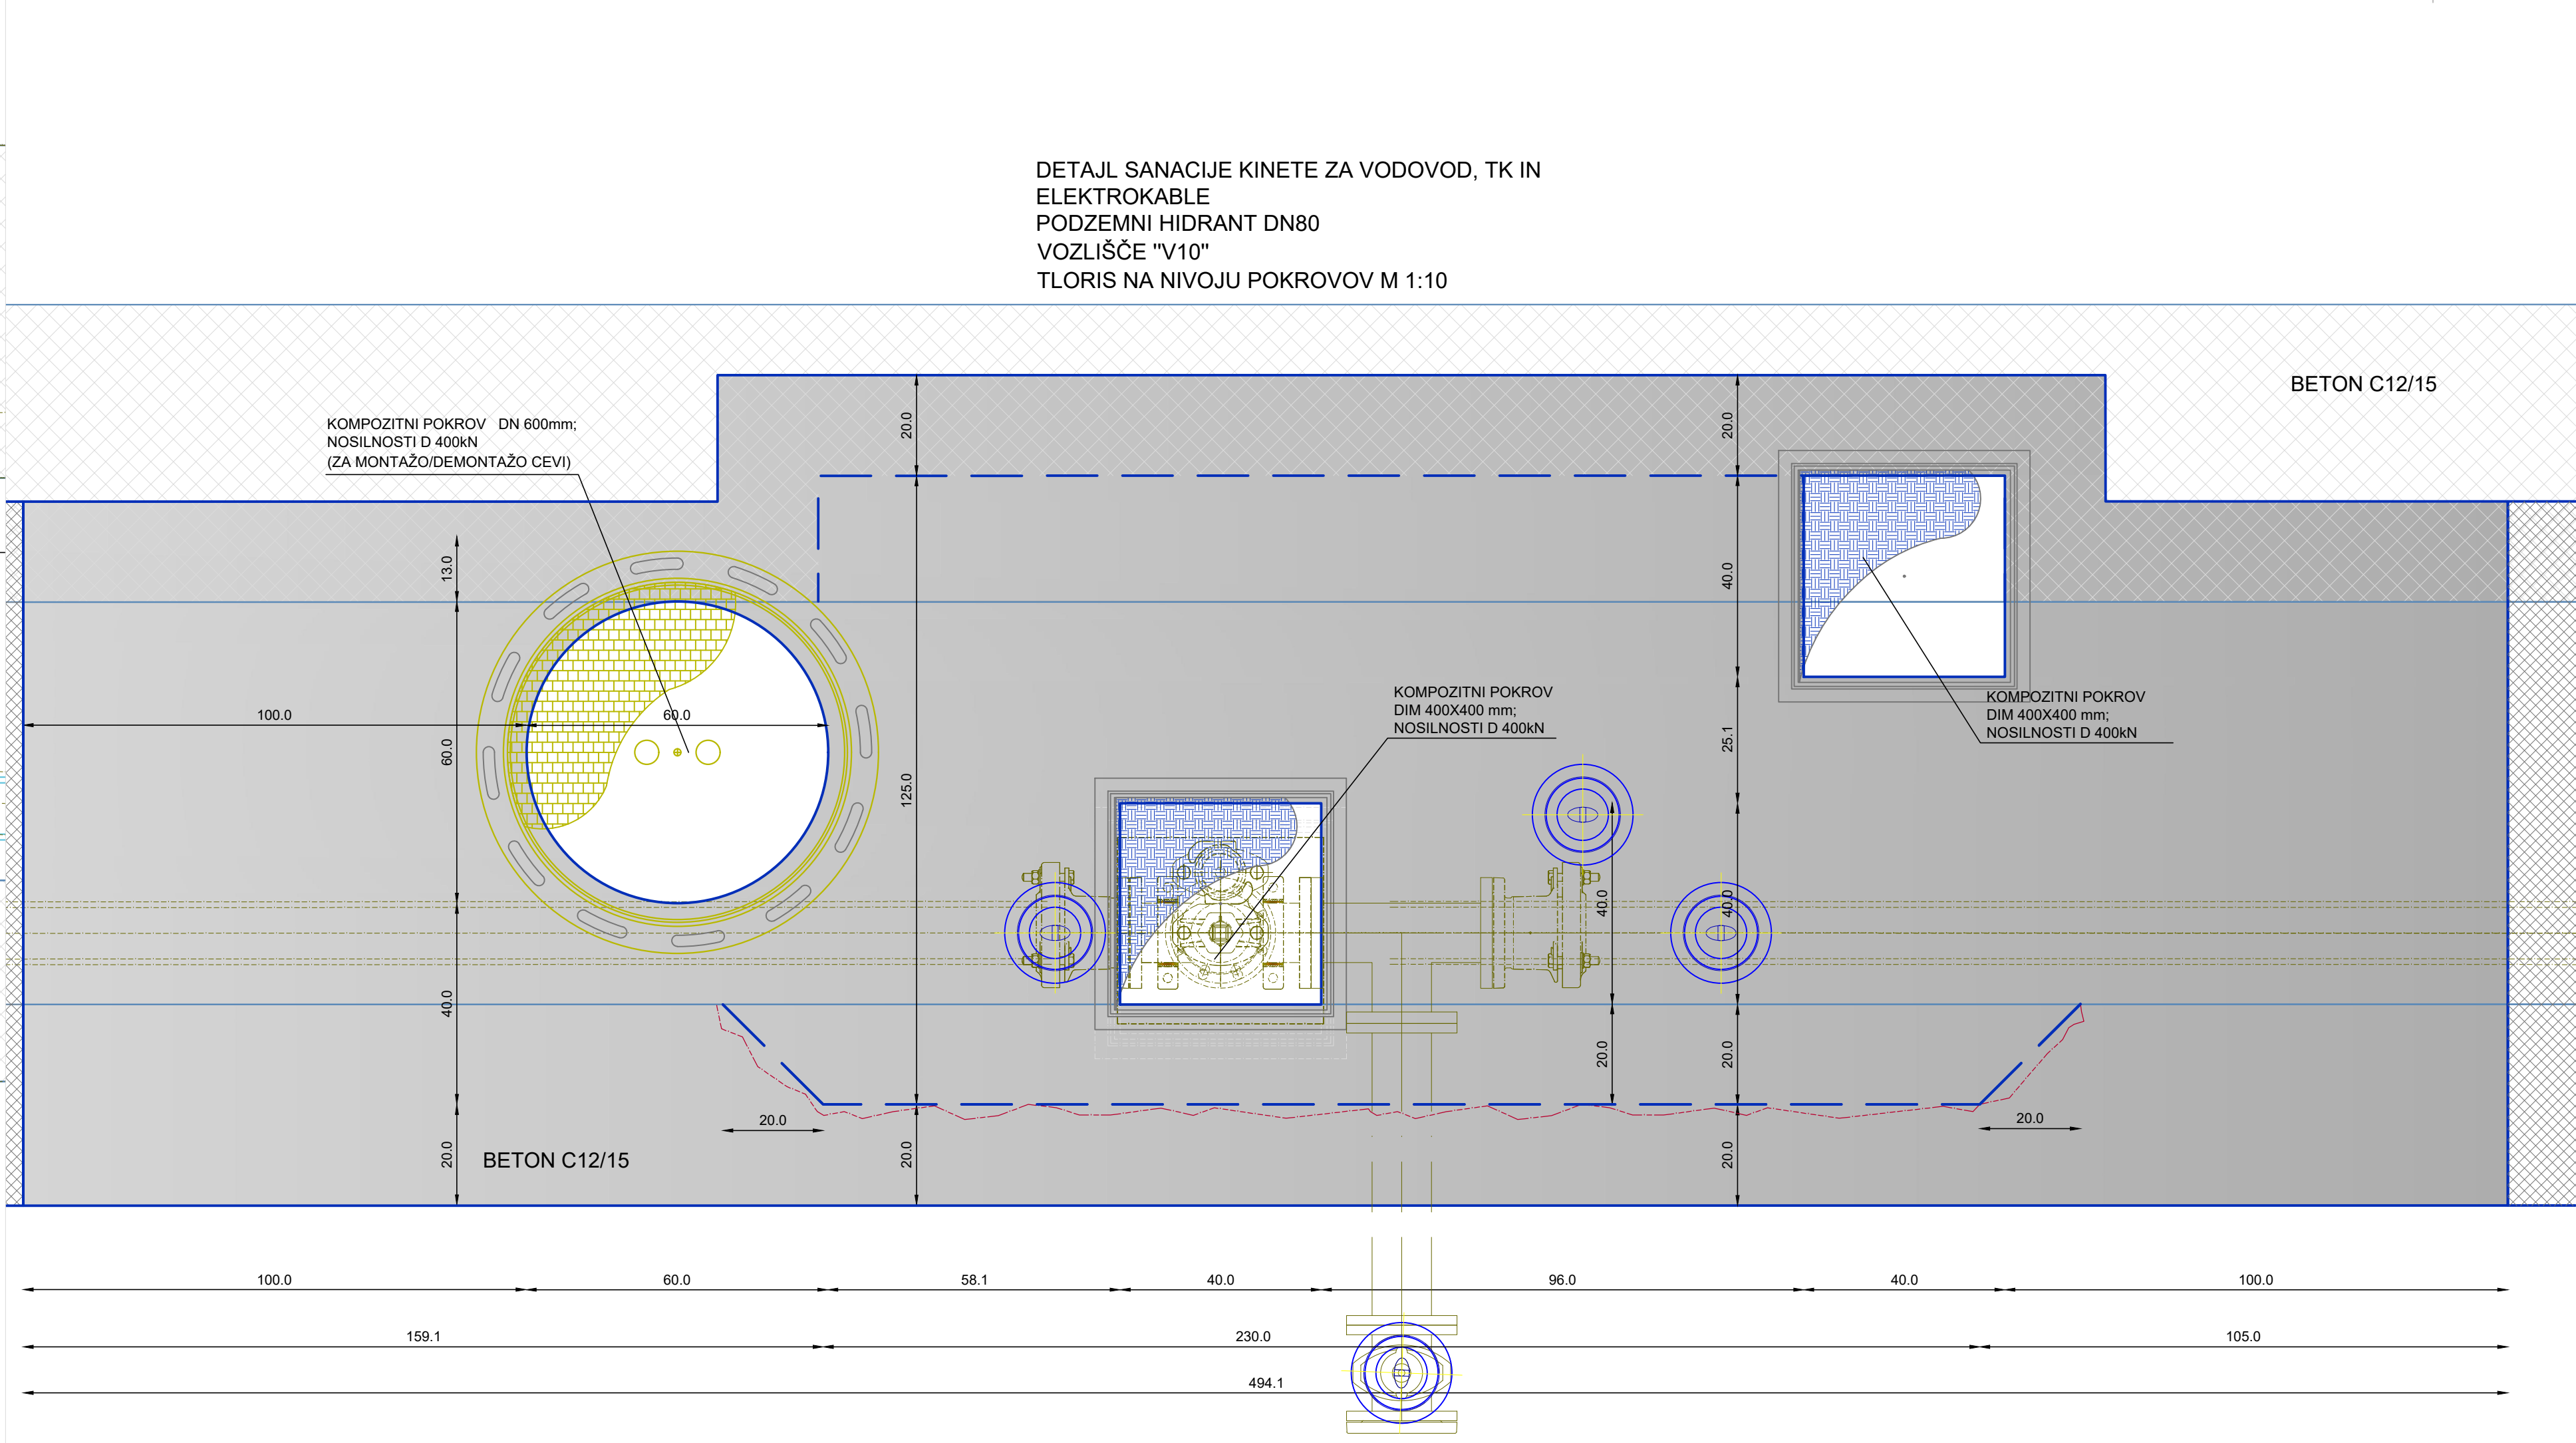 DETAJL SANACIJE KINETE ZA VODOVOD, TK IN
ELEKTROKABLE
PODZEMNI HIDRANT DN80
VOZLIŠČE "V10"
TLORIS NA NIVOJU POKROVOV M 1:10
BETON C12/15
KOMPOZITNI POKROV DN 600mm;
NOSILNOSTI D 400kN
(ZA MONTAŽO/DEMONTAŽO CEVI)
20.0
20.0
13.0
40.0
KOMPOZITNI POKROV
DIM 400X400 mm;
NOSILNOSTI D 400kN
KOMPOZITNI POKROV
DIM 400X400 mm;
NOSILNOSTI D 400kN
100.0
60.0
60.0
125.0
25.1
40.0
40.0
40.0
20.0
20.0
20.0
20.0
20.0
20.0
20.0
BETON C12/15
100.0
60.0
58.1
40.0
96.0
40.0
100.0
159.1
230.0
105.0
494.1